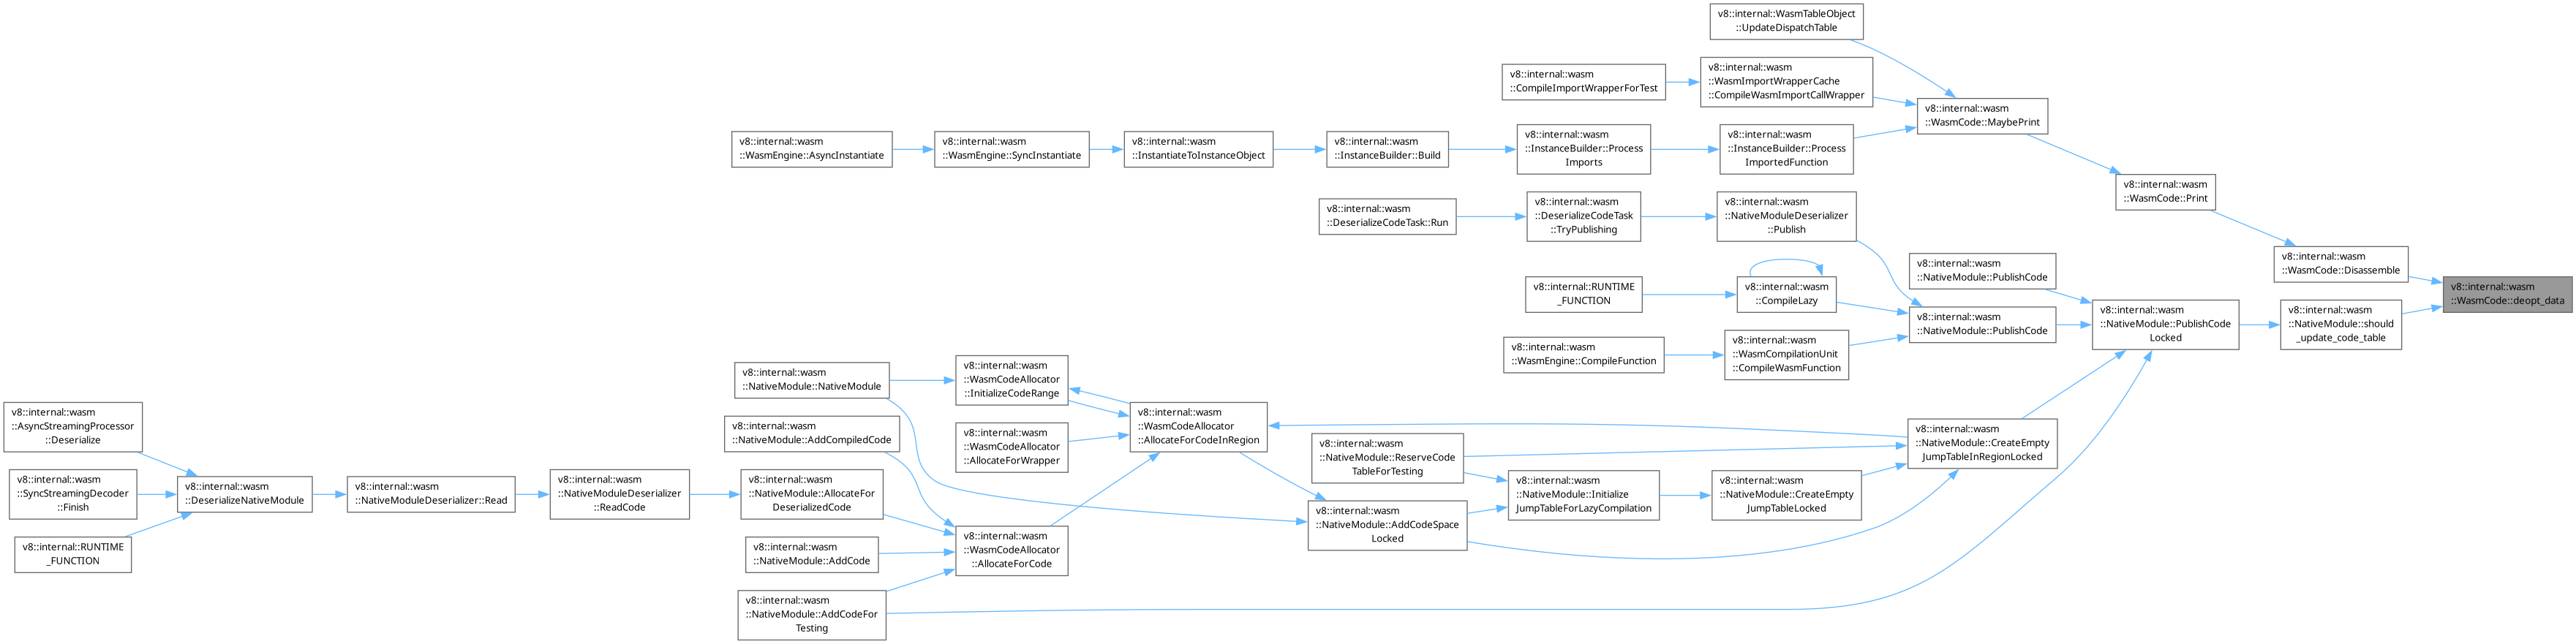 v8::internal::WasmTableObject
::UpdateDispatchTable
v8::internal::wasm
::WasmImportWrapperCache
::CompileWasmImportCallWrapper
v8::internal::wasm
::CompileImportWrapperForTest
v8::internal::wasm
::WasmCode::MaybePrint
v8::internal::wasm
::WasmEngine::AsyncInstantiate
v8::internal::wasm
::WasmEngine::SyncInstantiate
v8::internal::wasm
::InstantiateToInstanceObject
v8::internal::wasm
::InstanceBuilder::Build
v8::internal::wasm
::InstanceBuilder::Process
Imports
v8::internal::wasm
::InstanceBuilder::Process
ImportedFunction
v8::internal::wasm
::WasmCode::Print
v8::internal::wasm
::DeserializeCodeTask::Run
v8::internal::wasm
::DeserializeCodeTask
::TryPublishing
v8::internal::wasm
::NativeModuleDeserializer
::Publish
v8::internal::wasm
::NativeModule::PublishCode
v8::internal::wasm
::WasmCode::Disassemble
v8::internal::wasm
::WasmCode::deopt_data
v8::internal::RUNTIME
_FUNCTION
v8::internal::wasm
::CompileLazy
v8::internal::wasm
::NativeModule::PublishCode
v8::internal::wasm
::NativeModule::PublishCode
Locked
v8::internal::wasm
::NativeModule::should
_update_code_table
v8::internal::wasm
::WasmEngine::CompileFunction
v8::internal::wasm
::WasmCompilationUnit
::CompileWasmFunction
v8::internal::wasm
::NativeModule::NativeModule
v8::internal::wasm
::WasmCodeAllocator
::InitializeCodeRange
v8::internal::wasm
::AsyncStreamingProcessor
::Deserialize
v8::internal::wasm
::NativeModule::AddCompiledCode
v8::internal::wasm
::WasmCodeAllocator
::AllocateForWrapper
v8::internal::wasm
::WasmCodeAllocator
::AllocateForCodeInRegion
v8::internal::wasm
::NativeModule::ReserveCode
TableForTesting
v8::internal::wasm
::NativeModule::CreateEmpty
JumpTableInRegionLocked
v8::internal::wasm
::SyncStreamingDecoder
::Finish
v8::internal::wasm
::DeserializeNativeModule
v8::internal::wasm
::NativeModuleDeserializer::Read
v8::internal::wasm
::NativeModuleDeserializer
::ReadCode
v8::internal::wasm
::NativeModule::AllocateFor
DeserializedCode
v8::internal::wasm
::NativeModule::AddCodeSpace
Locked
v8::internal::wasm
::NativeModule::Initialize
JumpTableForLazyCompilation
v8::internal::wasm
::NativeModule::CreateEmpty
JumpTableLocked
v8::internal::RUNTIME
_FUNCTION
v8::internal::wasm
::NativeModule::AddCode
v8::internal::wasm
::WasmCodeAllocator
::AllocateForCode
v8::internal::wasm
::NativeModule::AddCodeFor
Testing